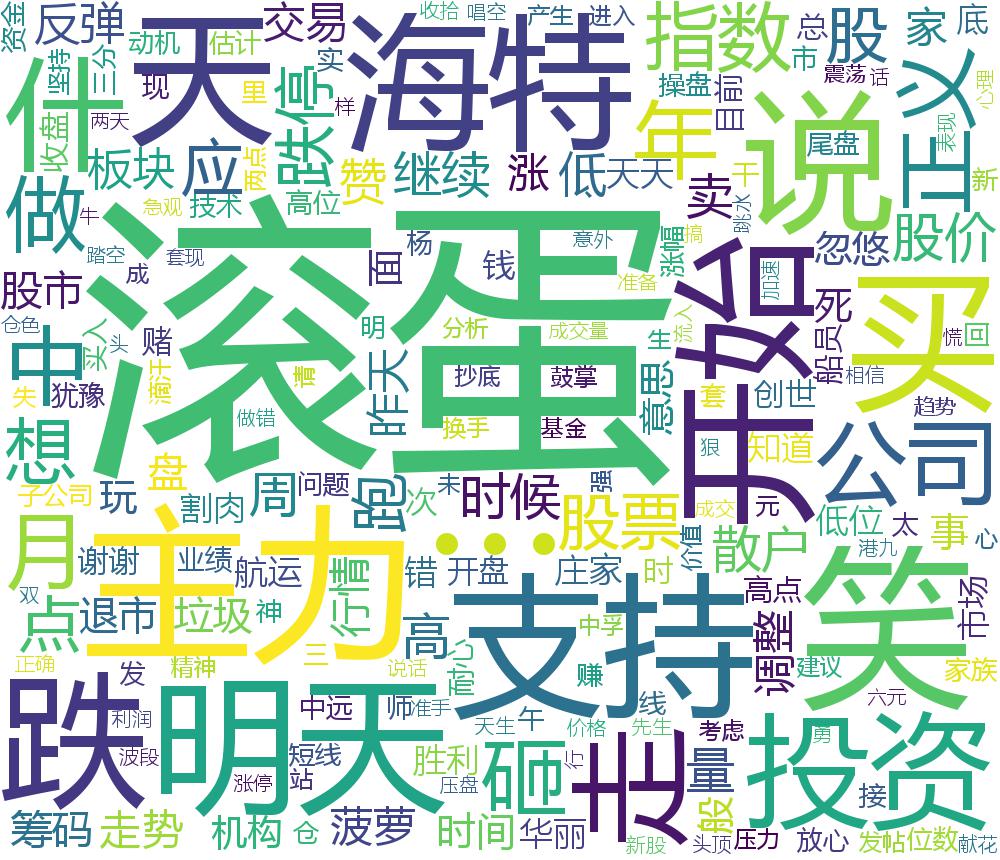 资金
反弹
动机
估计
交易
收拾
唱空
产生
进入
指数
总
股
家
底
什
坚持
三分
天
里
实
海特
操盘
目前
市
震荡
话
正义
心理
收盘
两天
现
跌停
样
年
说
尾盘
表现
板块
应
两点
赞
继续
涨
低
天天
卖
干
新
做
牛
急观
技术
高位
跳水
股价
踏空
套现
滚蛋
杨
意外
涨幅
搞
忽悠
股市
成
面
钱
准备
开始
加速
死
买
仓色
买入
头
赌
明
分析
成交量
流入
生
船员
慌
回
中
犹豫
滴汗
请
昨天
抄底
鼓掌
意思
套
创世
相信
趋势
失
做错
换手
基金
狠
知道
公司
想
盘
子公司
玩
割肉
周
问题
跑
次
未
时候
强
股票
成交
元
低位
太
事
心
月
谢谢
业绩
航运
主力
...
行情
错
开盘
庄家
时
价值
散户
港九
双
点
退市
垃圾
神
高
支持
中孚
高点
笑
市场
正确
发
精神
三
说话
耐心
赚
调整
建议
家族
跌
利润
明天
中远
师
准手
天生
午
价格
线
先生
走
考虑
六元
勇
波段
涨停
短线
站
胜利
压盘
砸
行
量
投资
接
筹码
走势
机构
仓
菠萝
时间
华丽
新股
般
头顶
压力
放心
发帖
位数
献花